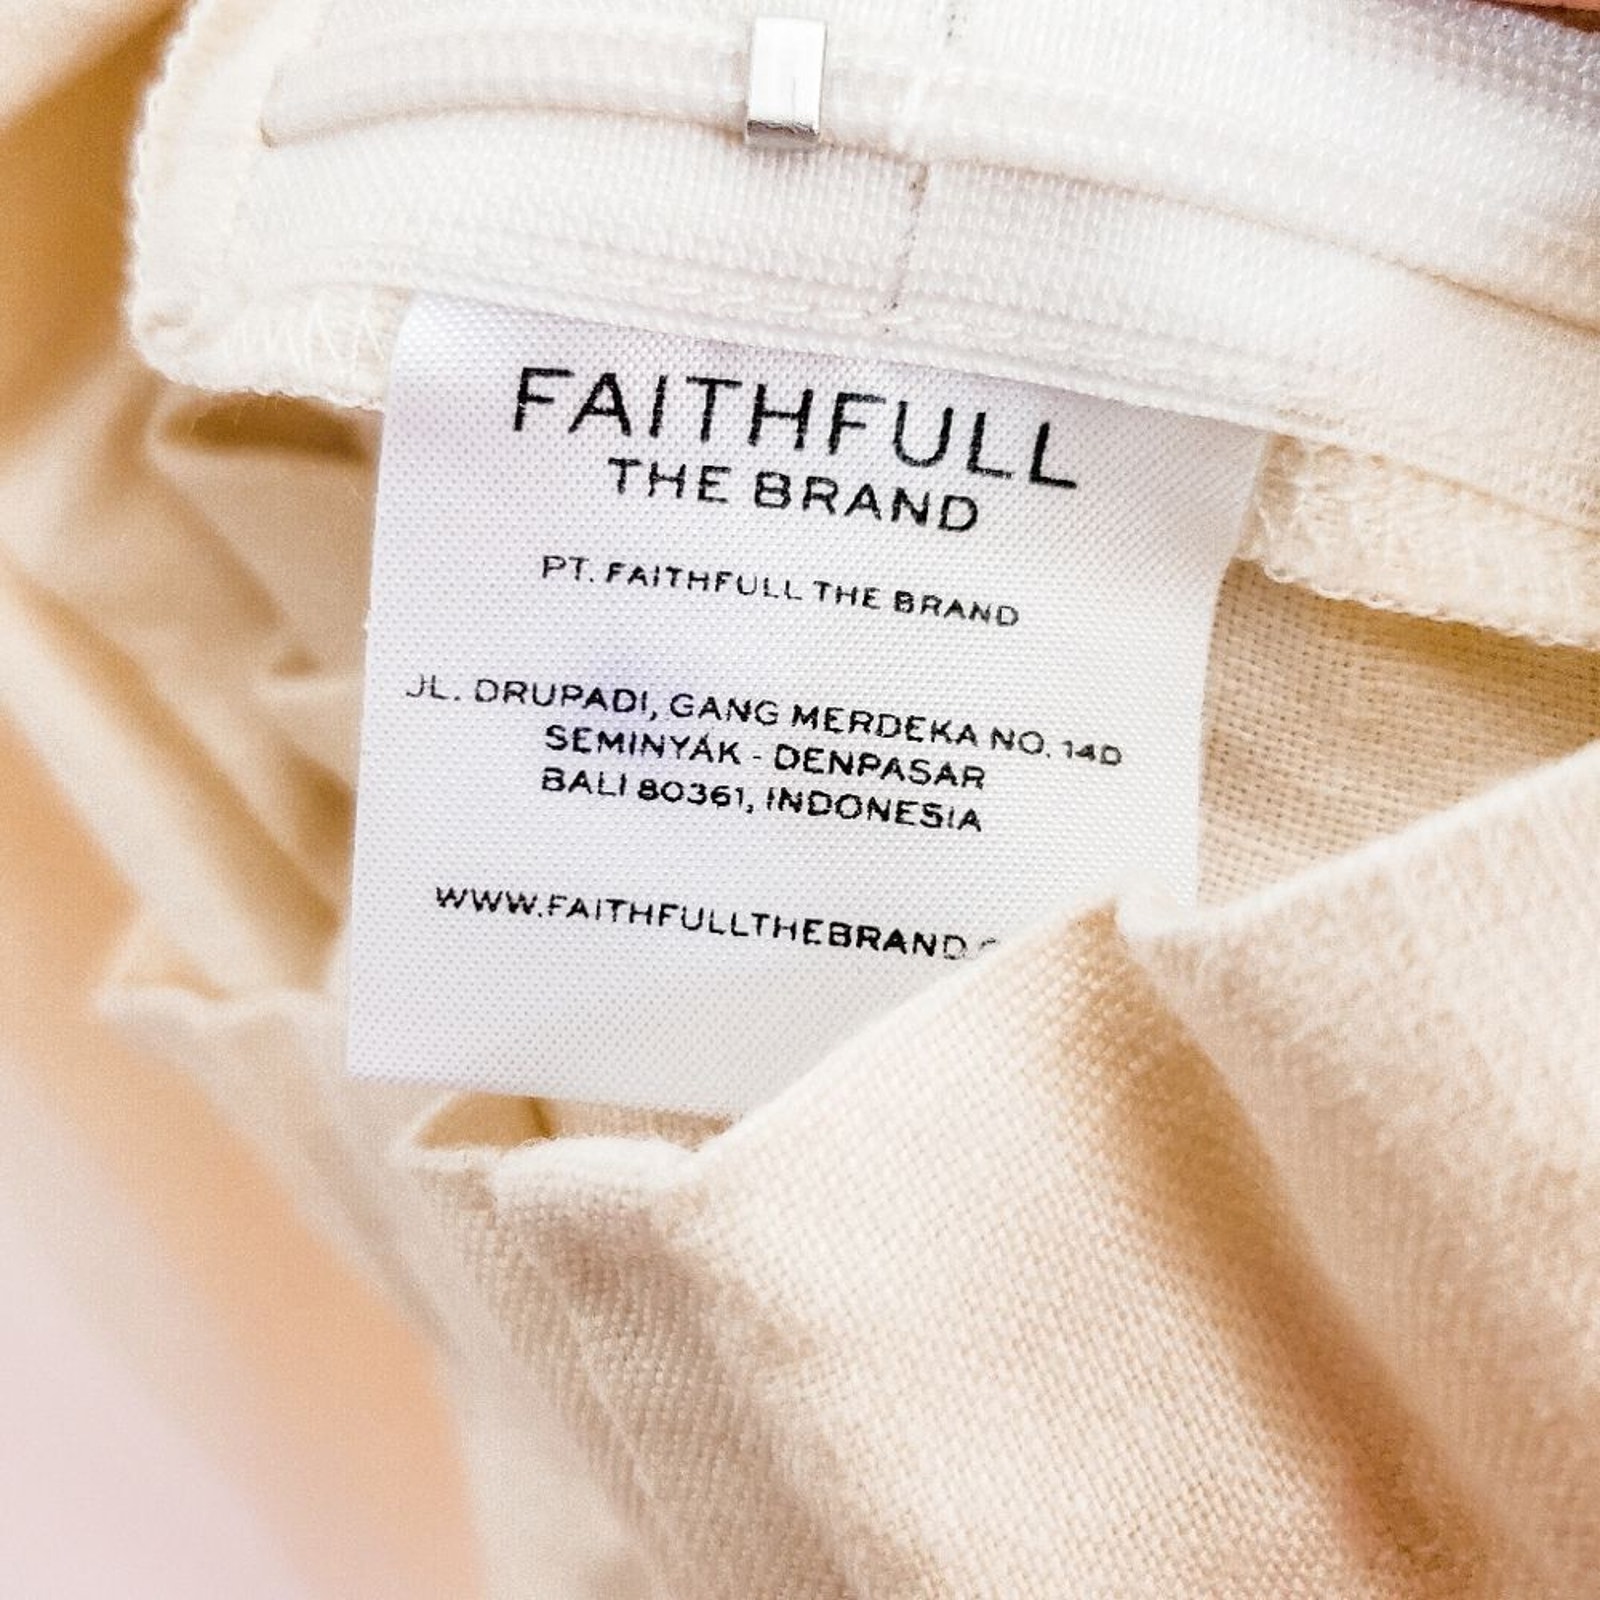 FAITHFULL
THE BRAND
PT. FAITHFULL THE BRAND
JL. DRUPADI, GANG MERDEKA NO. 14D
SEMINYAK - DENPASAR
BALI 80361, INDONESIA
WWW.FAITHFULLTHEBRAND.